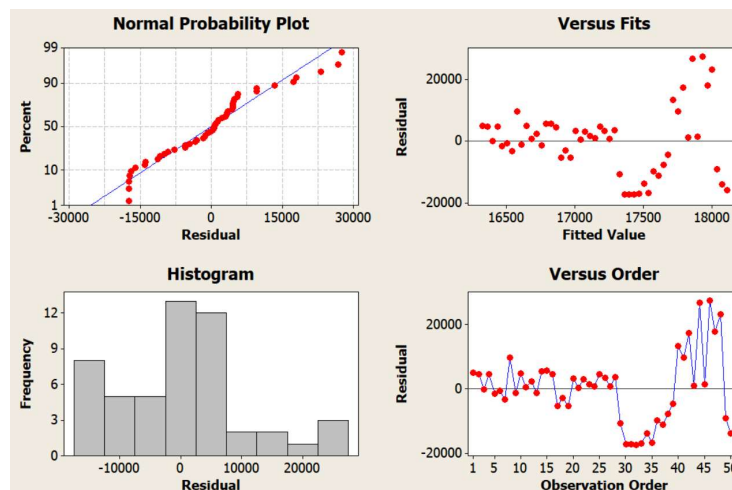 Normal Probability Plot
99
90
50
10
1
Percent
-30000 -15000 0 15000 30000
Residual
Versus Fits
20000
0
-20000
Residual
16500 17000 17500 18000
Fitted Value
Histogram
12
9
6
3
0
Frequency
-10000 0 10000 20000
Residual
Versus Order
20000
0
-20000
Residual
1 5 10 15 20 25 30 35 40 45 50
Observation Order